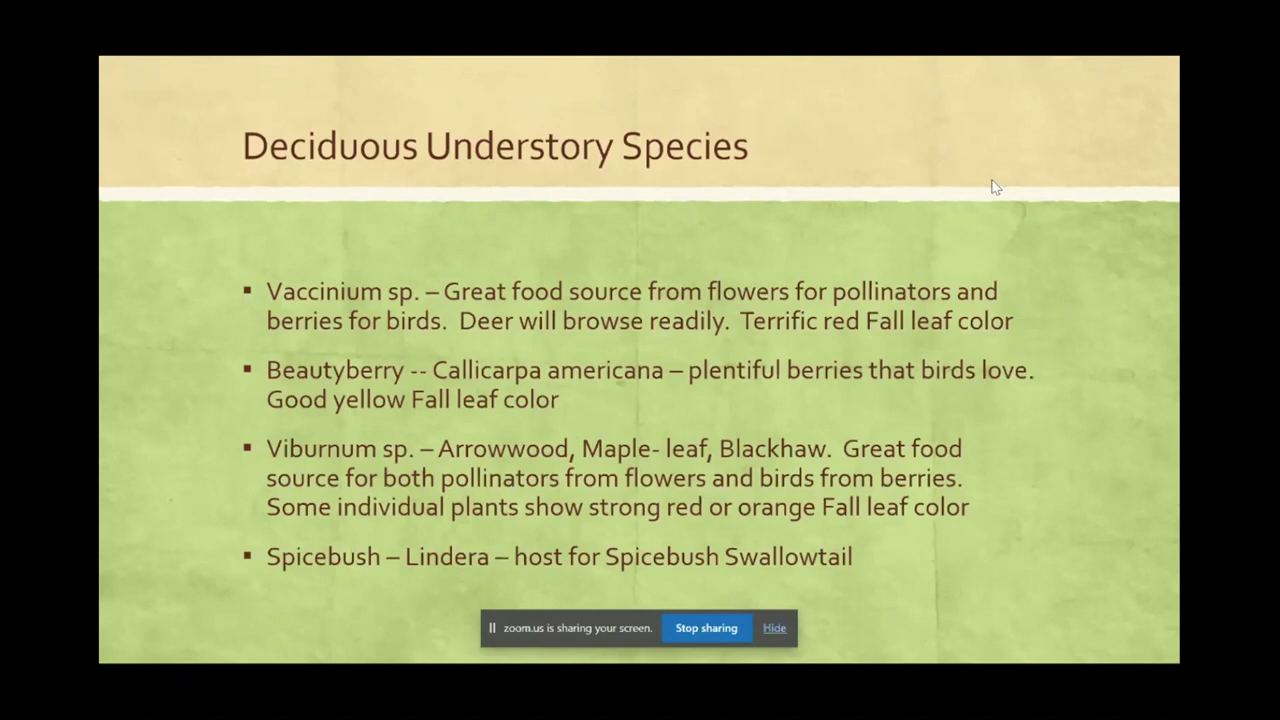 Deciduous Understory Species
▪ Vaccinium sp. – Great food source from flowers for pollinators and
berries for birds.  Deer will browse readily.  Terrific red Fall leaf color
▪ Beautyberry -- Callicarpa americana – plentiful berries that birds love.
Good yellow Fall leaf color
▪ Viburnum sp. – Arrowwood, Maple- leaf, Blackhaw.  Great food
source for both pollinators from flowers and birds from berries.
Some individual plants show strong red or orange Fall leaf color
▪ Spicebush – Lindera – host for Spicebush Swallowtail
zoom.us is sharing your screen. Stop sharing Hide